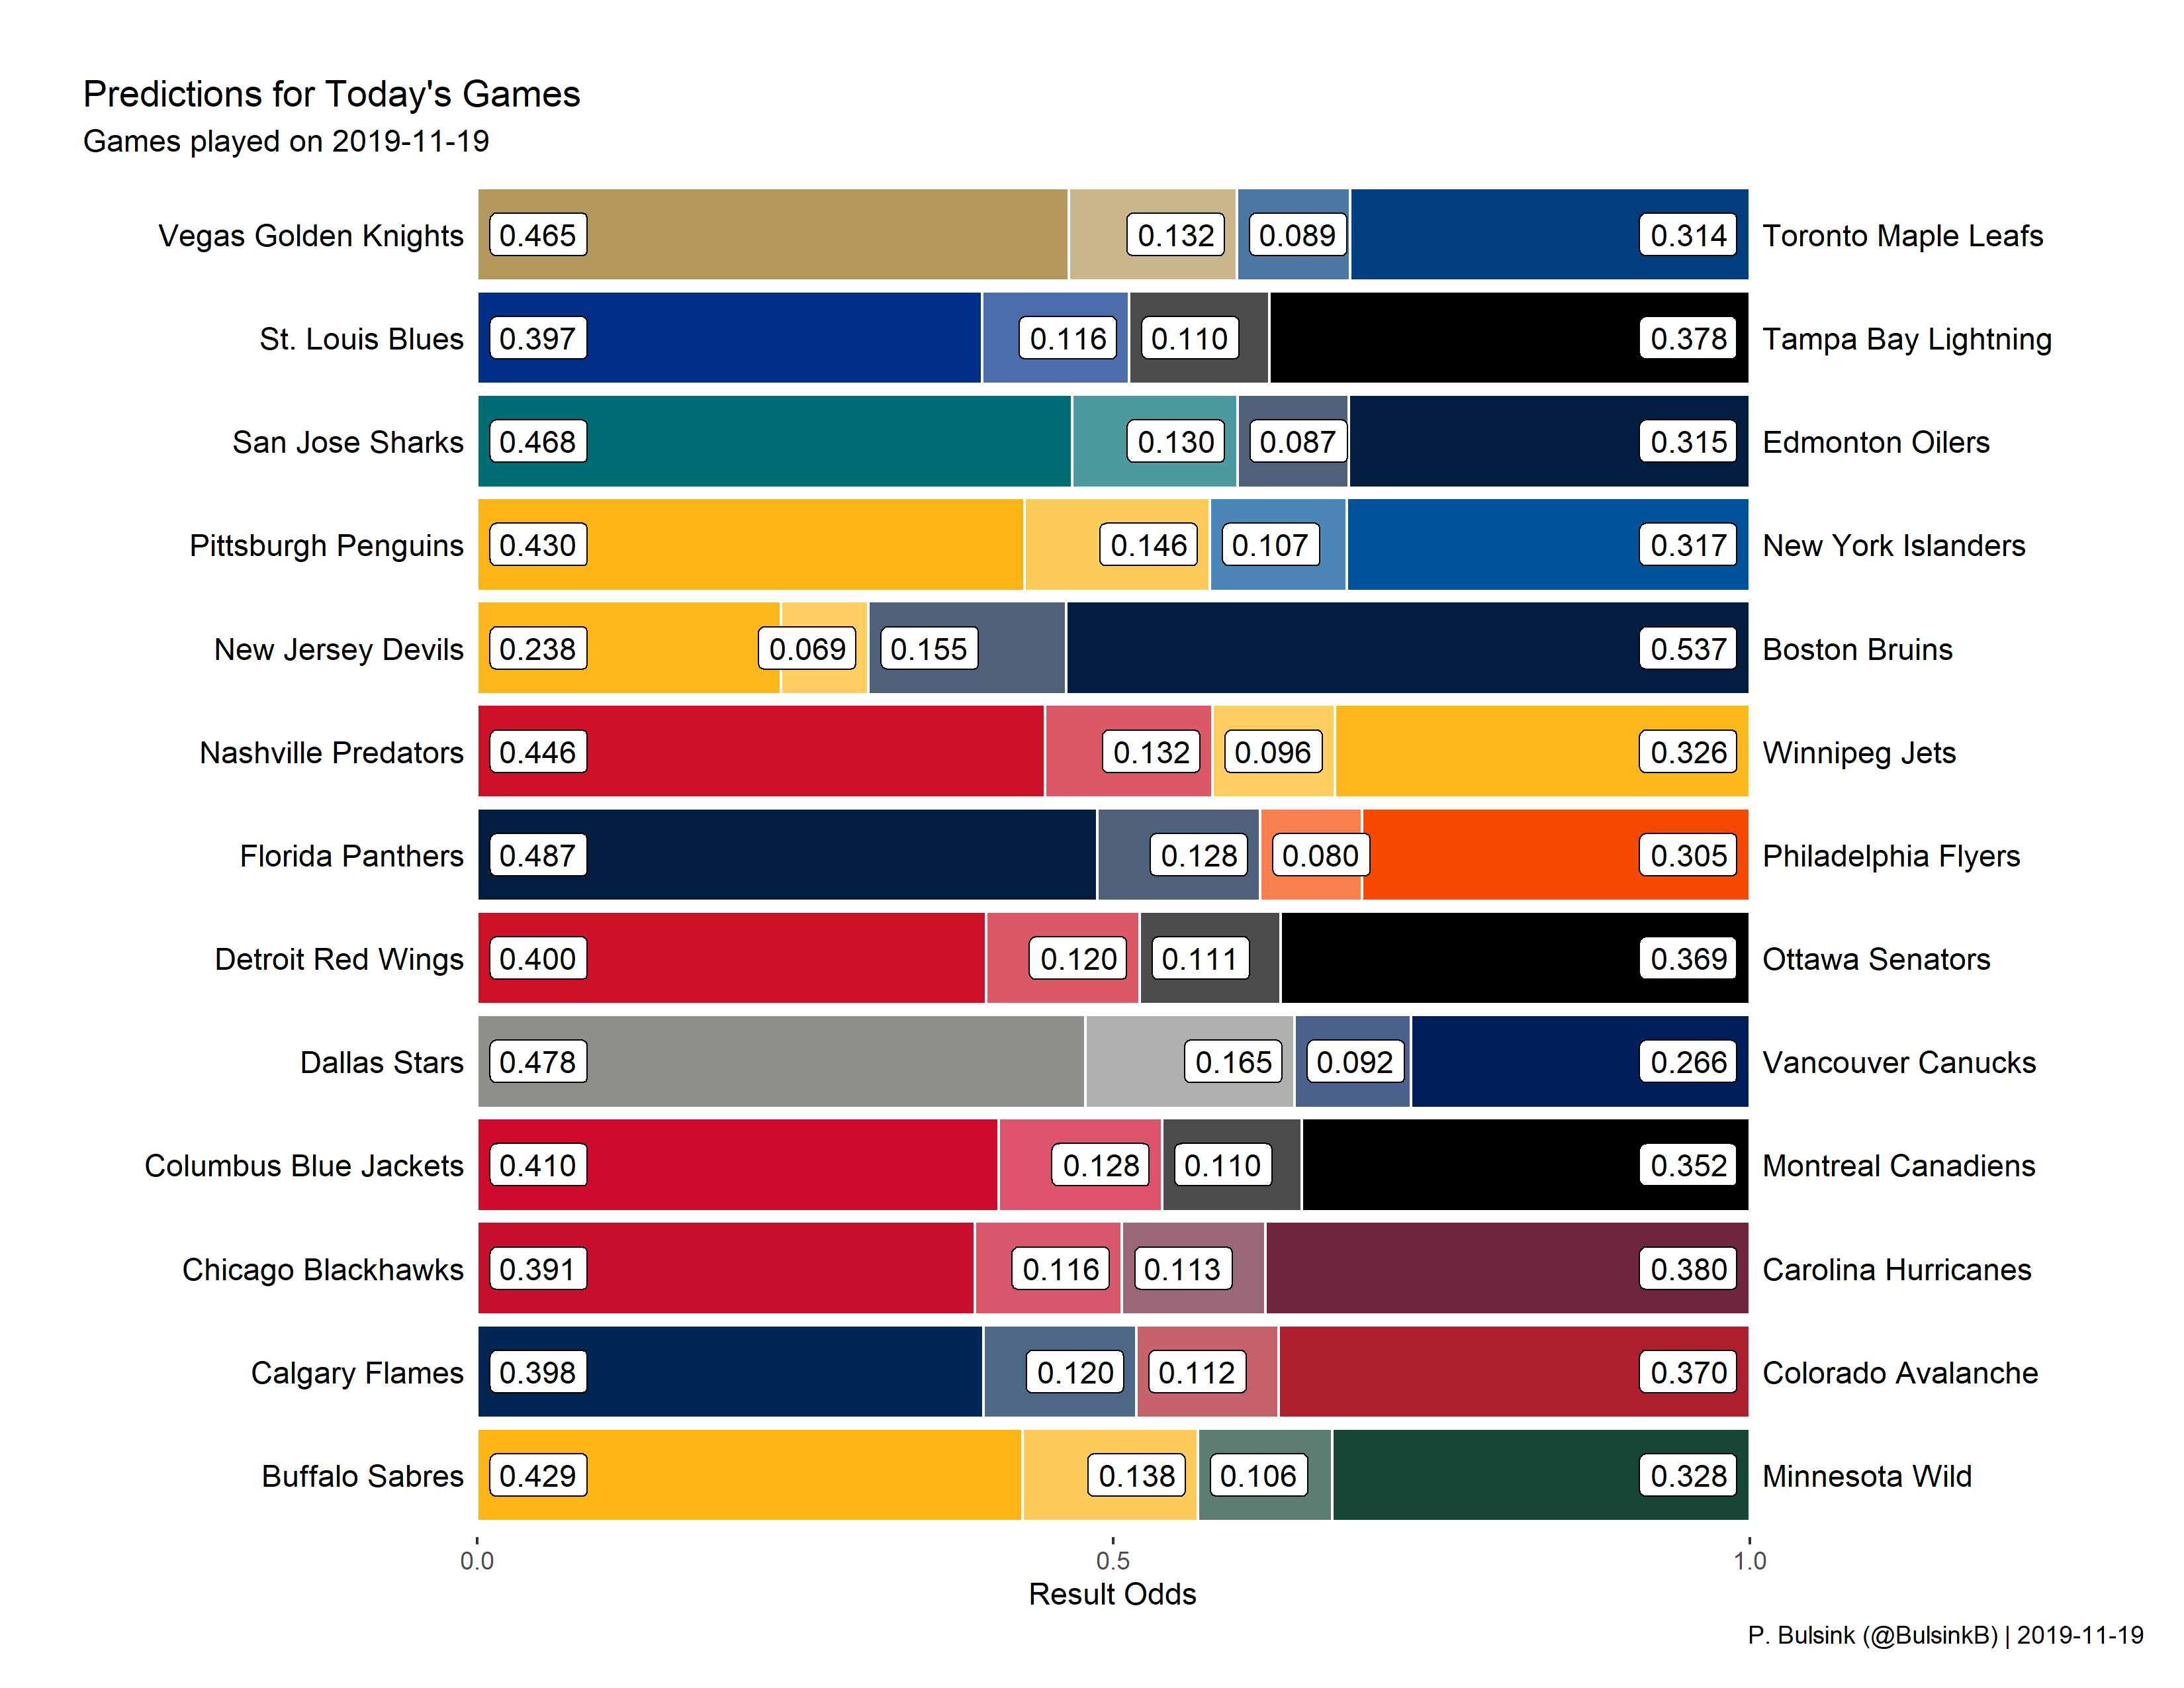 Predictions for Today's Games
Games played on 2019-11-19
Vegas Golden Knights 0.465 0.132 0.089 0.314 Toronto Maple Leafs
St. Louis Blues 0.397 0.116 0.110 0.378 Tampa Bay Lightning
San Jose Sharks 0.468 0.130 0.087 0.315 Edmonton Oilers
Pittsburgh Penguins 0.430 0.146 0.107 0.317 New York Islanders
New Jersey Devils 0.238 0.069 0.155 0.537 Boston Bruins
Nashville Predators 0.446 0.132 0.096 0.326 Winnipeg Jets
Florida Panthers 0.487 0.128 0.080 0.305 Philadelphia Flyers
Detroit Red Wings 0.400 0.120 0.111 0.369 Ottawa Senators
Dallas Stars 0.478 0.165 0.092 0.266 Vancouver Canucks
Columbus Blue Jackets 0.410 0.128 0.110 0.352 Montreal Canadiens
Chicago Blackhawks 0.391 0.116 0.113 0.380 Carolina Hurricanes
Calgary Flames 0.398 0.120 0.112 0.370 Colorado Avalanche
Buffalo Sabres 0.429 0.138 0.106 0.328 Minnesota Wild
0.0 0.5 1.0
Result Odds
P. Bulsink (@BulsinkB) | 2019-11-19